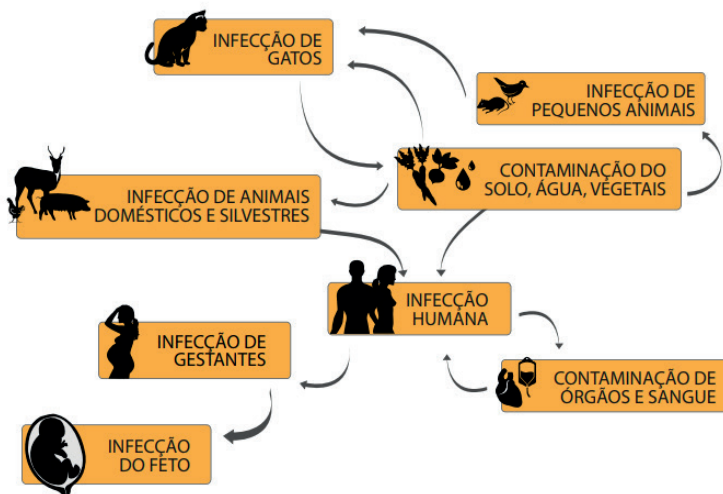 INFECÇÃO DE
GATOS
INFECÇÃO DE
PEQUENOS ANIMAIS
CONTAMINAÇÃO DO
SOLO, ÁGUA, VEGETAIS
INFECÇÃO DE ANIMAIS
DOMÉSTICOS E SILVESTRES
INFECÇÃO
HUMANA
INFECÇÃO DE
GESTANTES
CONTAMINAÇÃO DE
ÓRGÃOS E SANGUE
INFECÇÃO
DO FETO